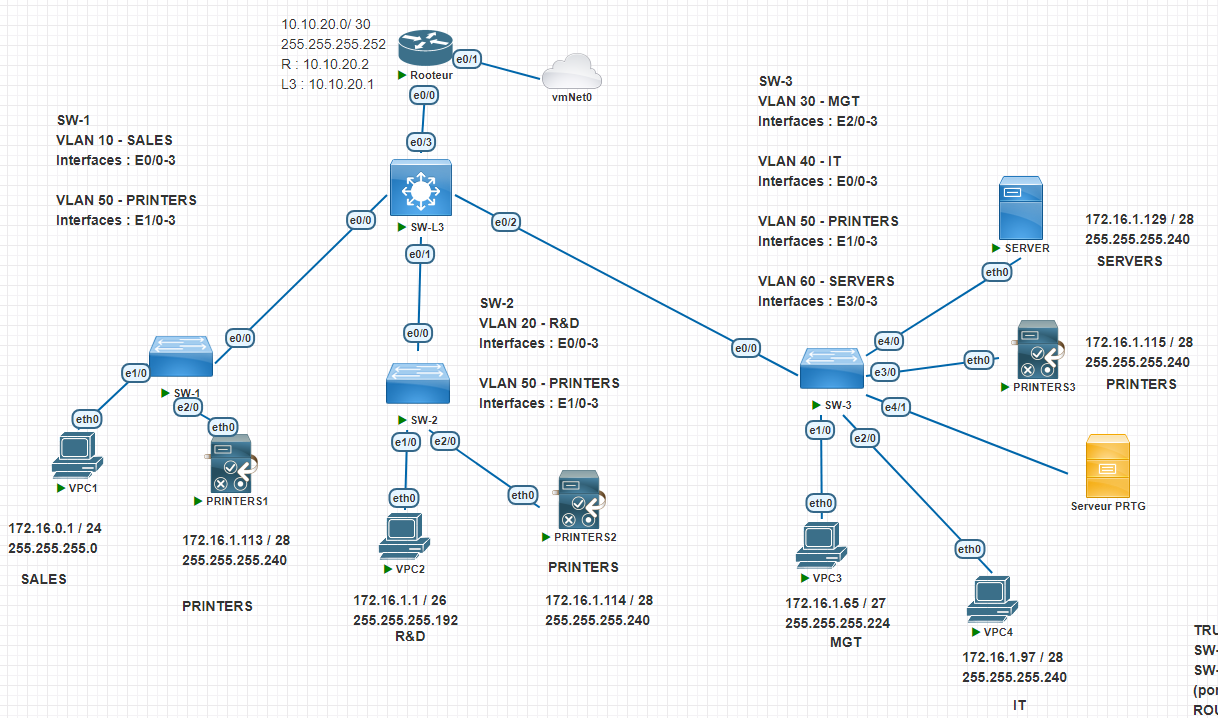 10.10.20.0/ 30
255.255.255.252
R : 10.10.20.2
L3 : 10.10.20.1
e0/1
Rooteur
e0/0
vmNet0
e0/3
SW-1
VLAN 10 - SALES
Interfaces : E0/0-3
VLAN 50 - PRINTERS
Interfaces : E1/0-3
SW-3
VLAN 30 - MGT
Interfaces : E2/0-3
VLAN 40 - IT
Interfaces : E0/0-3
VLAN 50 - PRINTERS
Interfaces : E1/0-3
VLAN 60 - SERVERS
Interfaces : E3/0-3
e0/0
e0/2
SW-L3
e0/1
SERVER
eth0
172.16.1.129 / 28
255.255.255.240
SERVERS
SW-2
VLAN 20 - R&D
Interfaces : E0/0-3
VLAN 50 - PRINTERS
Interfaces : E1/0-3
e0/0
e0/0
e0/0
e4/0
e3/0
eth0
172.16.1.115 / 28
255.255.255.240
PRINTERS
PRINTERS3
e1/0
SW-1
e2/0
eth0
eth0
VPC1
PRINTERS1
SW-2
e1/0
e2/0
eth0
eth0
PRINTERS2
VPC2
SW-3
e4/1
e1/0
e2/0
Serveur PRTG
eth0
eth0
VPC3
VPC4
172.16.0.1 / 24
255.255.255.0
SALES
172.16.1.113 / 28
255.255.255.240
PRINTERS
172.16.1.1 / 26
255.255.255.192
R&D
PRINTERS
172.16.1.114 / 28
255.255.255.240
172.16.1.65 / 27
255.255.255.224
MGT
172.16.1.97 / 28
255.255.255.240
IT
TRU
SW-
SW-
(por
ROU